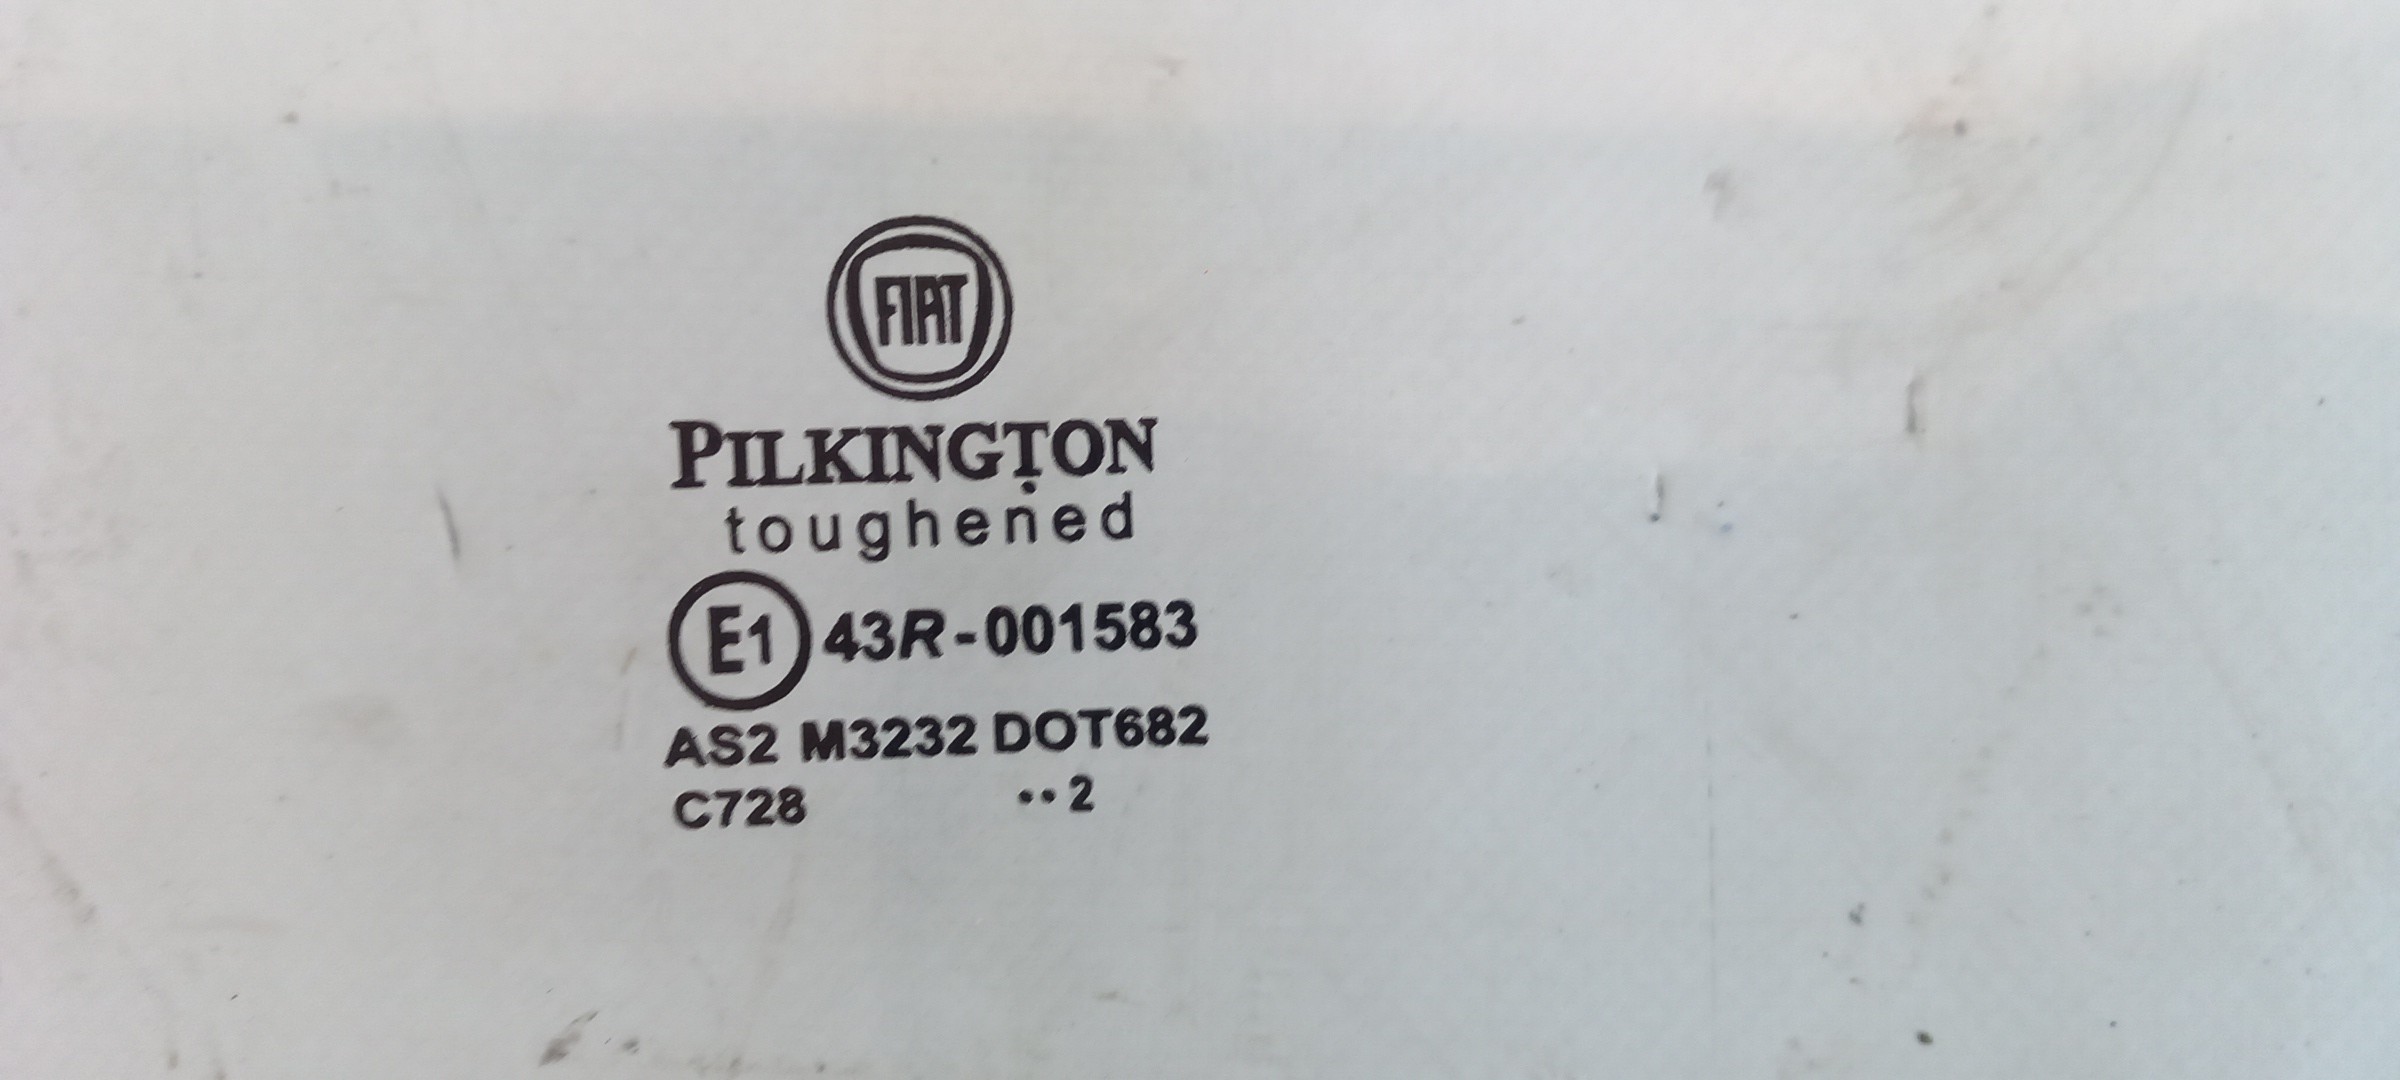 FIAT
PILKINGTON
toughened
E1 43R-001583
AS2 M3232 DOT682
C728 ••2